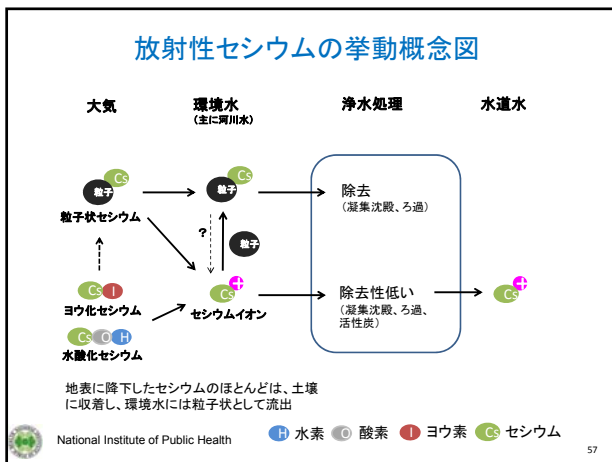 放射性セシウムの挙動概念図
大気
環境水
(主に河川水)
浄水処理
水道水
Cs
粒子
粒子状セシウム
Cs
粒子
除去
(凝集沈殿、ろ過)
?
粒子
Cs I
ヨウ化セシウム
Cs O H
水酸化セシウム
Cs +
セシウムイオン
除去性低い
(凝集沈殿、ろ過、
活性炭)
Cs +
地表に降下したセシウムのほとんどは、土壌
に収着し、環境水には粒子状として流出
National Institute of Public Health
H 水素 O 酸素 I ヨウ素 Cs セシウム
57